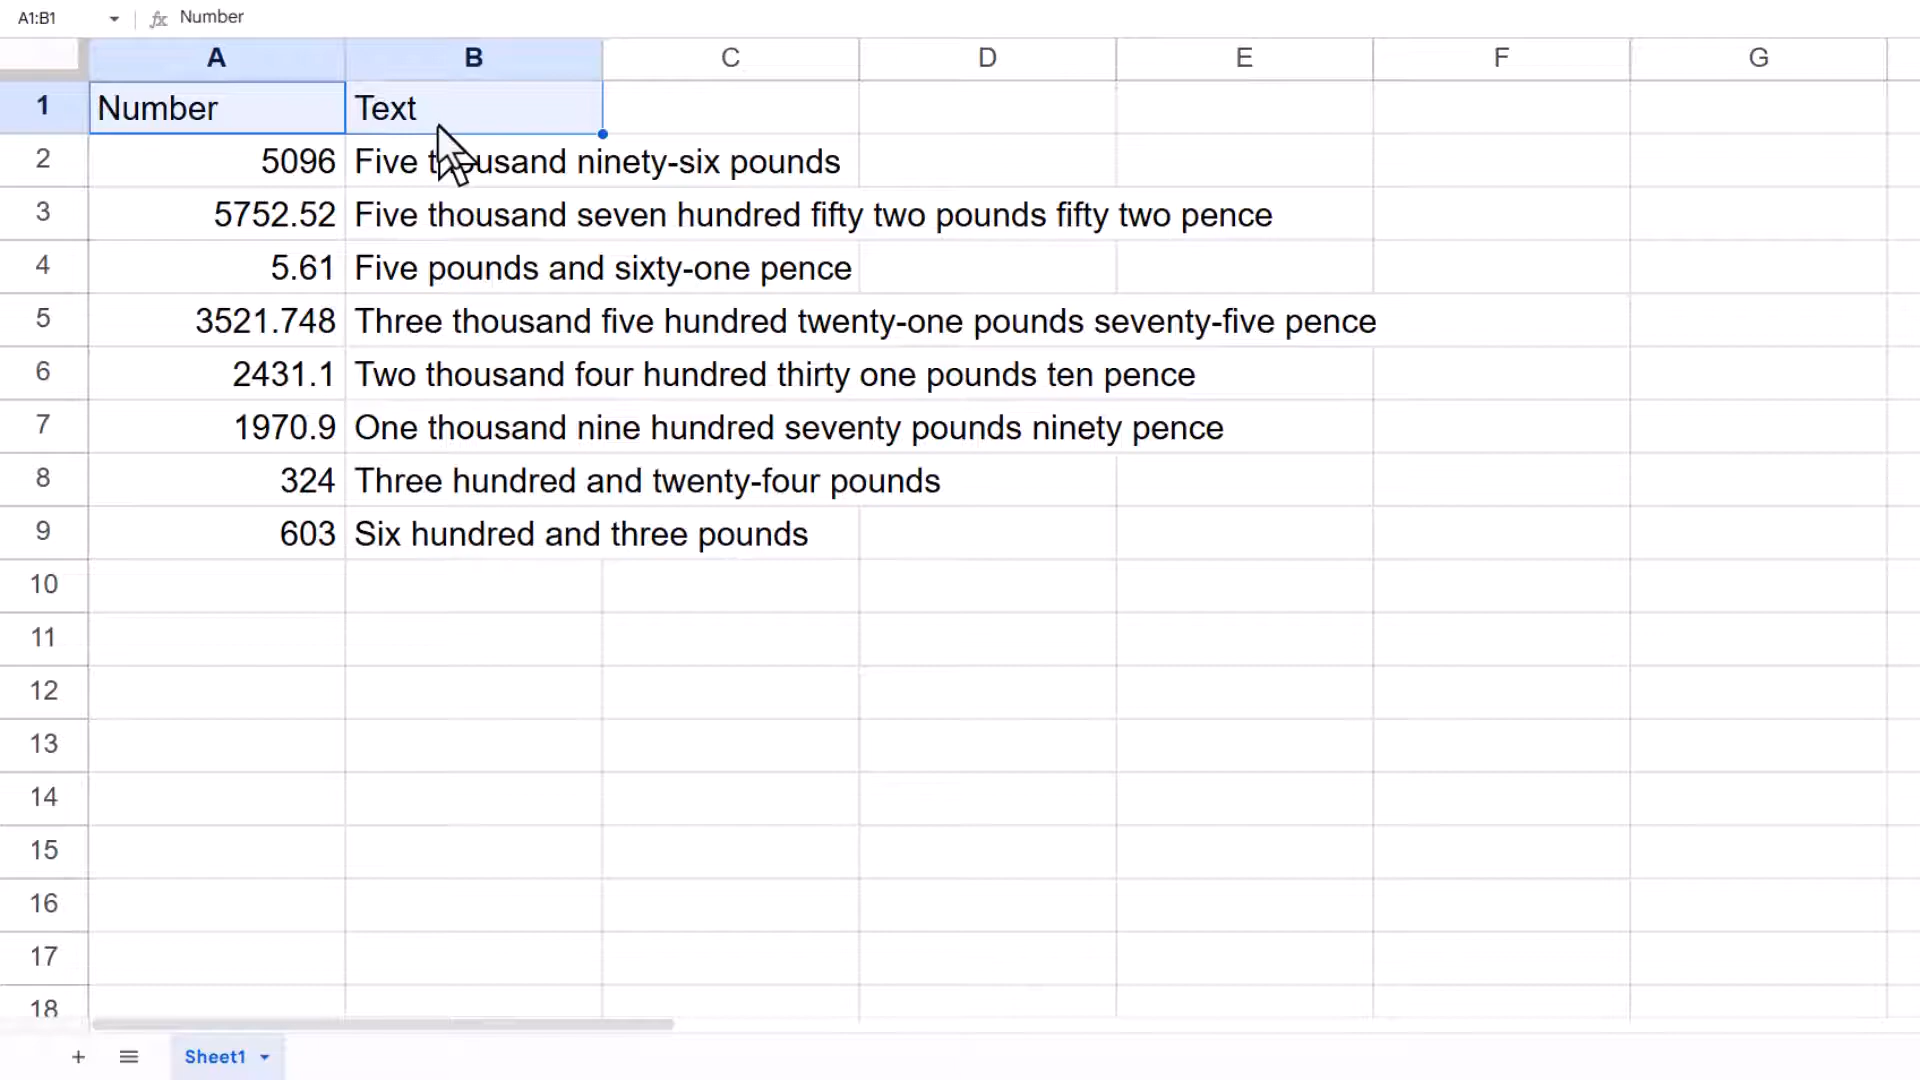 A1:B1 fx Number
A B C D E F G
1 Number Text
2 5096 Five thousand ninety-six pounds
3 5752.52 Five thousand seven hundred fifty two pounds fifty two pence
4 5.61 Five pounds and sixty-one pence
5 3521.748 Three thousand five hundred twenty-one pounds seventy-five pence
6 2431.1 Two thousand four hundred thirty one pounds ten pence
7 1970.9 One thousand nine hundred seventy pounds ninety pence
8 324 Three hundred and twenty-four pounds
9 603 Six hundred and three pounds
10
11
12
13
14
15
16
17
18
Sheet1